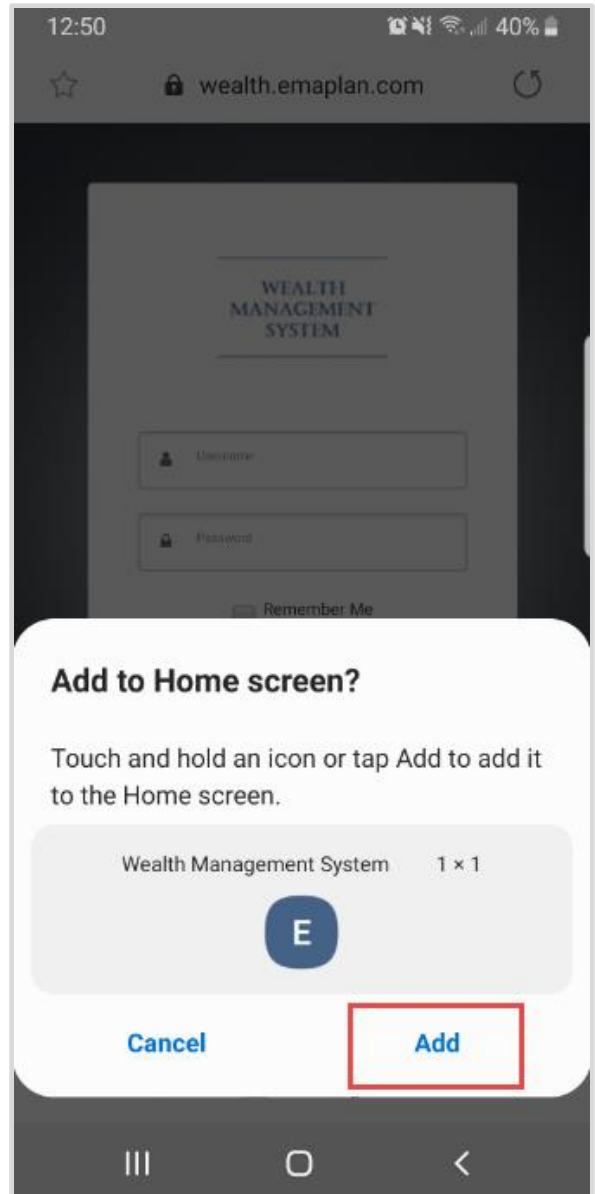 12:50 40%
wealth.emaplan.com
WEALTH
MANAGEMENT
SYSTEM
Username
Password
Remember Me
Add to Home screen?
Touch and hold an icon or tap Add to add it
to the Home screen.
Wealth Management System 1 × 1
E
Cancel Add